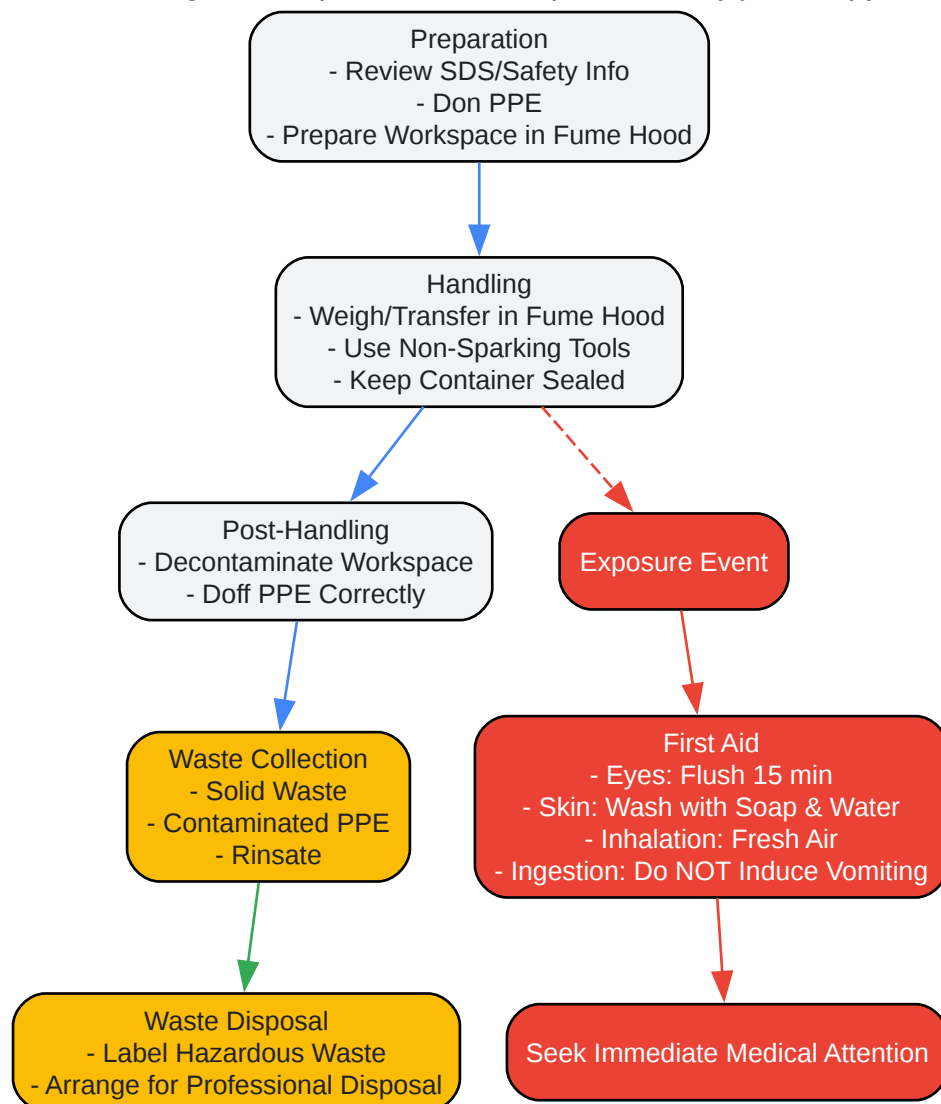 Preparation
- Review SDS/Safety Info
- Don PPE
- Prepare Workspace in Fume Hood
Handling
- Weigh/Transfer in Fume Hood
- Use Non-Sparking Tools
- Keep Container Sealed
Post-Handling
- Decontaminate Workspace
- Doff PPE Correctly
Exposure Event
Waste Collection
- Solid Waste
- Contaminated PPE
- Rinsate
First Aid
- Eyes: Flush 15 min
- Skin: Wash with Soap & Water
- Inhalation: Fresh Air
- Ingestion: Do NOT Induce Vomiting
Waste Disposal
- Label Hazardous Waste
- Arrange for Professional Disposal
Seek Immediate Medical Attention